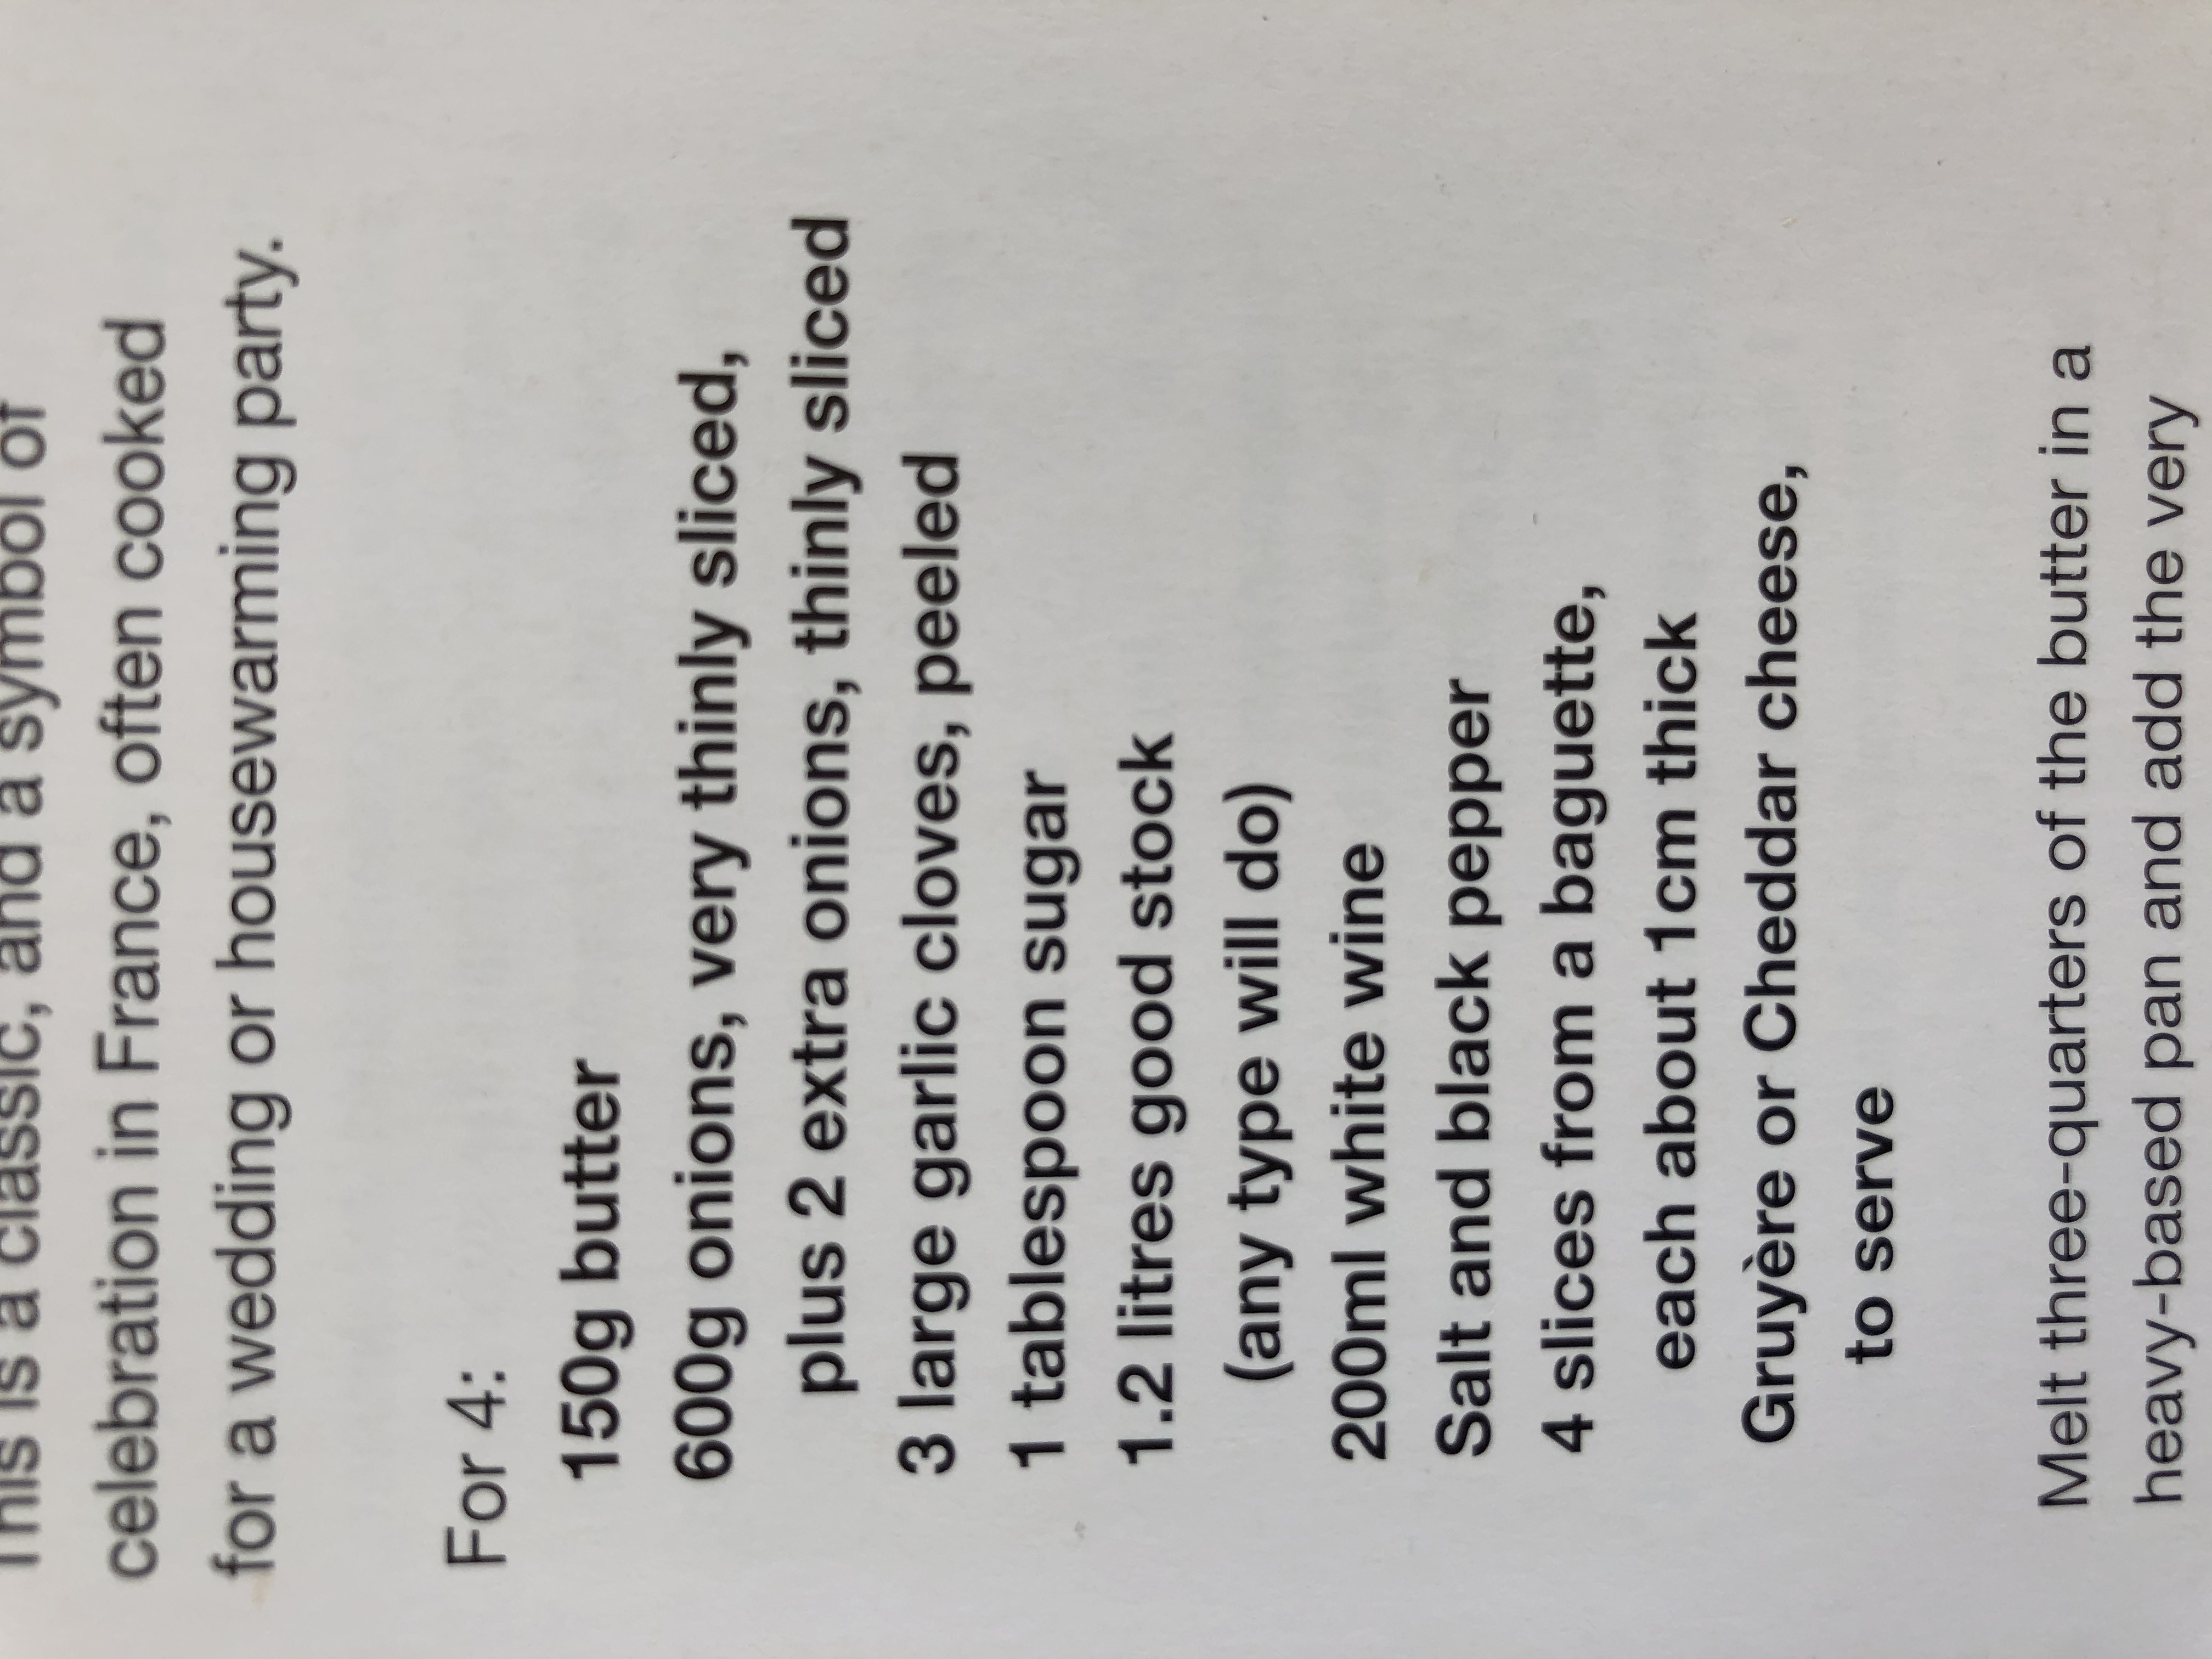 This is a classic, and a symbol of
celebration in France, often cooked
for a wedding or housewarming party.
For 4:
150g butter
600g onions, very thinly sliced,
plus 2 extra onions, thinly sliced
3 large garlic cloves, peeled
1 tablespoon sugar
1.2 litres good stock
(any type will do)
200ml white wine
Salt and black pepper
4 slices from a baguette,
each about 1cm thick
Gruyère or Cheddar cheese,
to serve
Melt three-quarters of the butter in a
heavy-based pan and add the very